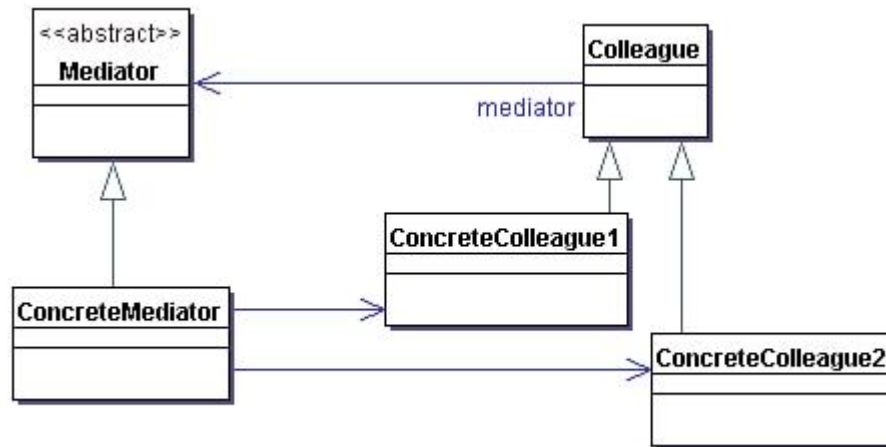 <<abstract>>
Mediator
Colleague
mediator
ConcreteColleague1
ConcreteMediator
ConcreteColleague2